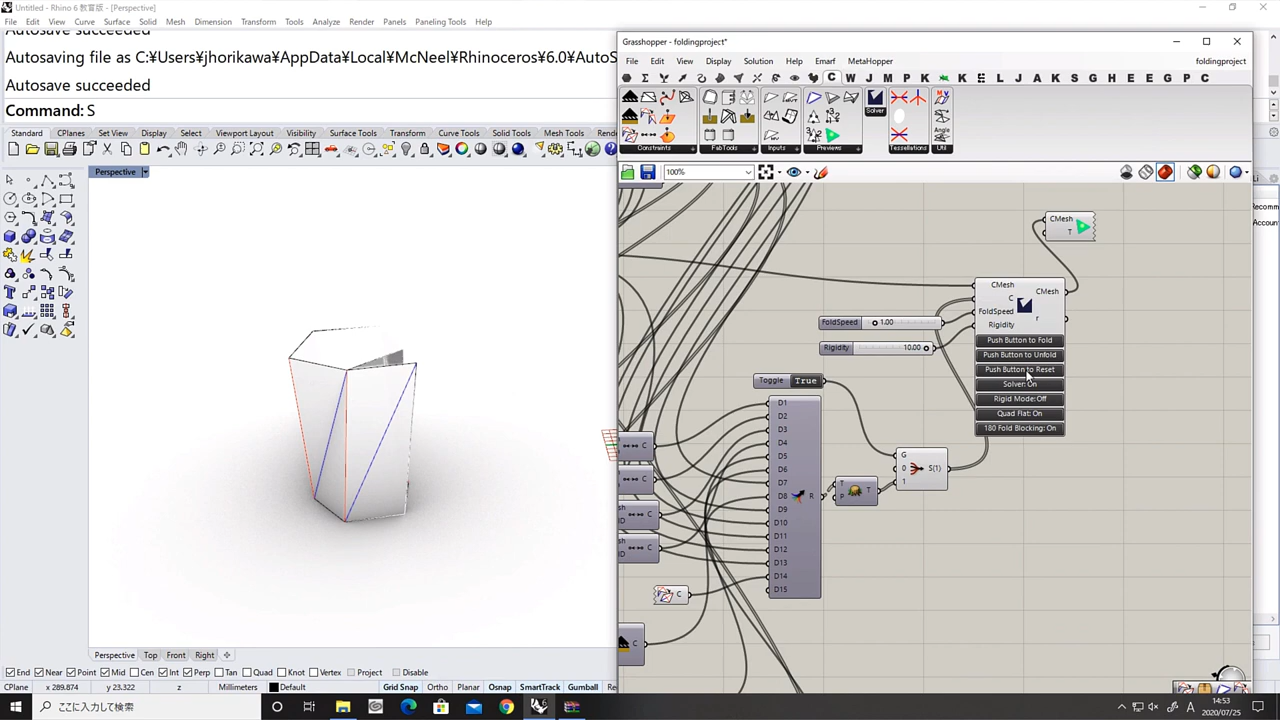 Untitled - Rhino 6 教育版 - [Perspective]
File Edit View Curve Surface Solid Mesh Dimension Transform Tools Analyze Render Panels Paneling Tools Help
Autosave succeeded
Autosaving file as C:¥Users¥jhorikawa¥AppData¥Local¥McNeel¥Rhinoceros¥6.0¥AutoS
Autosave succeeded
Command: S
Standard CPlanes Set View Display Select Viewport Layout Visibility Transform Curve Tools Surface Tools Solid Tools Mesh Tools
Perspective
Grasshopper - foldingproject*
File Edit View Display Solution Help Emarf MetaHopper foldingproject
C W J M P K K L J A K S G H E E G P C
Constraints FabTools Inputs Previews Solver Tessellations Util
Angle
100%
CMesh
T
CMesh
C
FoldSpeed
Rigidity
CMesh
r
FoldSpeed 1.00
Rigidity 10.00
Push Button to Fold
Push Button to Unfold
Push Button to Reset
Solver: On
Rigid Mode: Off
Quad Flat: On
180 Fold Blocking: On
Toggle True
D1
D2
D3
D4
D5
D6
D7
D8
D9
D10
D11
D12
D13
D14
D15
R
T
P
T
G
0
1
S(1)
C
C
C
ID
C
ID
C
C
Recomm
Account
Perspective Top Front Right
End Near Point Mid Cen Int Perp Tan Quad Knot Vertex Project Disable
CPlane x 289.874 y 23.322 z Millimeters Default Grid Snap Ortho Planar Osnap SmartTrack Gumball
ここに入力して検索
14:53
2020/07/25